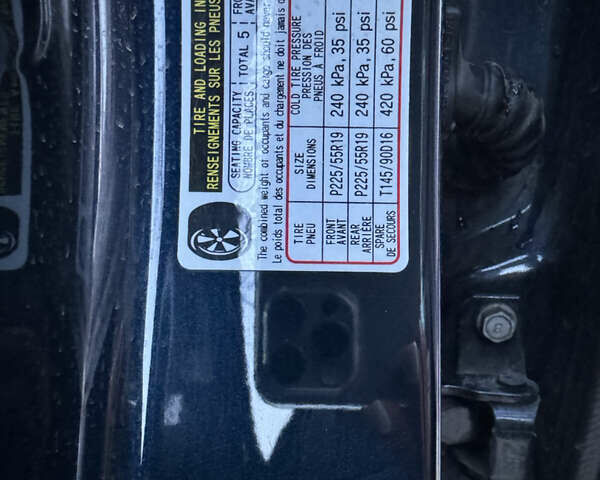 TIRE AND LOADING IN
RENSEIGNEMENTS SUR LES PNEUS
SEATING CAPACITY TOTAL 5 FR
NOMBRE DE PLACES AV
The combined weight of occupants and cargo should never
Le poids total des occupants et du chargement ne doit jamais d
TIRE SIZE COLD TIRE PRESSURE
PNEU DIMENSIONS PRESSION DES
PNEUS À FROID
FRONT P225/55R19 240 kPa, 35 psi
AVANT
REAR P225/55R19 240 kPa, 35 psi
ARRIÈRE
SPARE T145/90D16 420 kPa, 60 psi
DE SECOURS
8